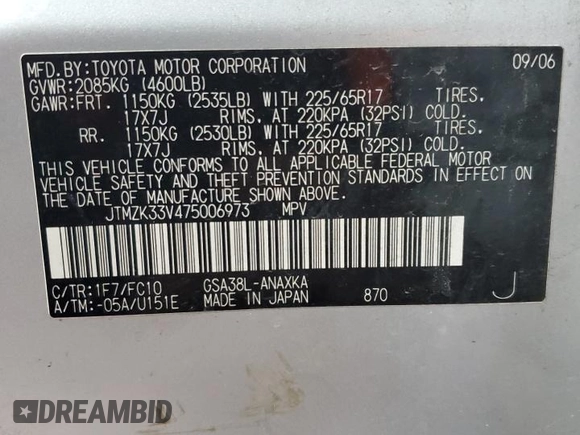 MFD.BY:TOYOTA MOTOR CORPORATION 09/06
GVWR:2085KG (4600LB)
GAWR:FRT. 1150KG (2535LB) WITH 225/65R17 TIRES,
17X7J RIMS, AT 220KPA (32PSI) COLD.
RR. 1150KG (2530LB) WITH 225/65R17 TIRES,
17X7J RIMS, AT 220KPA (32PSI) COLD.
THIS VEHICLE CONFORMS TO ALL APPLICABLE FEDERAL MOTOR
VEHICLE SAFETY AND THEFT PREVENTION STANDARDS IN EFFECT ON
THE DATE OF MANUFACTURE SHOWN ABOVE.
JTMZK33V475006973 MPV
C/TR:1F7/FC10 GSA38L-ANAXKA
A/TM:-05A/U151E MADE IN JAPAN 870 J
DREAMBID